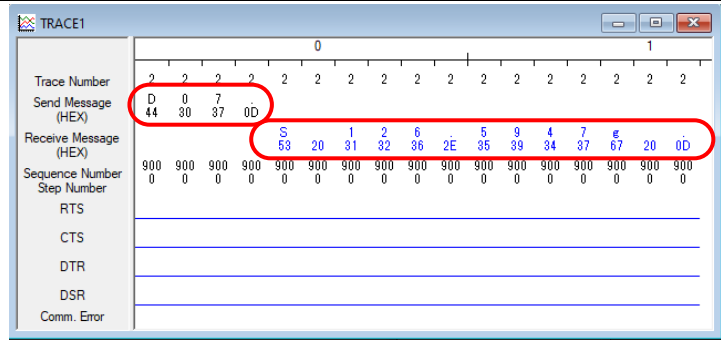 TRACE1
0 1
Trace Number 2 2 2 2 2 2 2 2 2 2 2 2 2 2 2 2 2
Send Message D 0 7 .
(HEX) 44 30 37 0D
Receive Message S 1 2 6 . 5 9 4 7 g .
(HEX) 53 20 31 32 36 2E 35 39 34 37 67 20 0D
Sequence Number 900 900 900 900 900 900 900 900 900 900 900 900 900 900 900 900 900
Step Number 0 0 0 0 0 0 0 0 0 0 0 0 0 0 0 0 0
RTS
CTS
DTR
DSR
Comm. Error